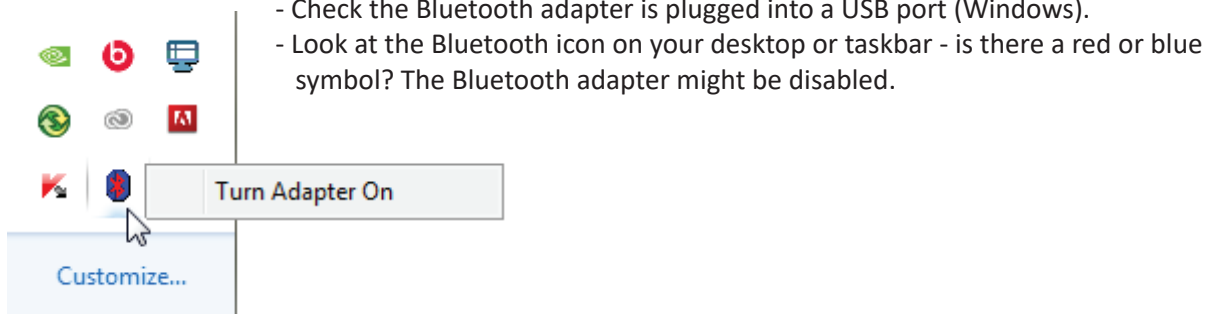 - Check the Bluetooth adapter is plugged into a USB port (Windows).
- Look at the Bluetooth icon on your desktop or taskbar - is there a red or blue
symbol? The Bluetooth adapter might be disabled.
Turn Adapter On
Customize...